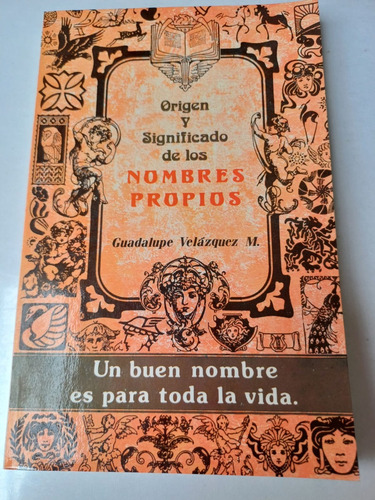 Origen
y
Significado
de los
NOMBRES
PROPIOS
Guadalupe Velázquez M.
Un buen nombre
es para toda la vida.